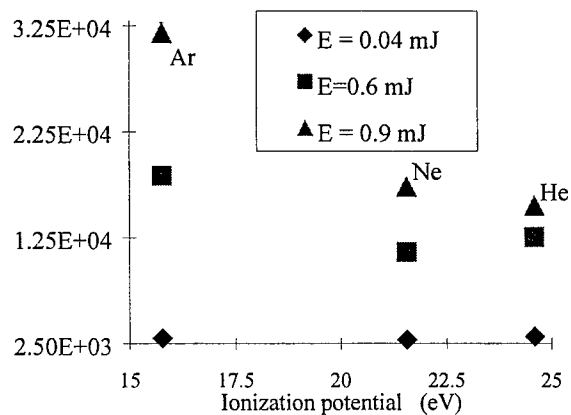 3.25E+04
E = 0.04 mJ
Ar
E=0.6 mJ
2.25E+04
E = 0.9 mJ
Ne
He
1.25E+04
2.50E+03
15 17.5 20 22.5 25
Ionization potential (eV)